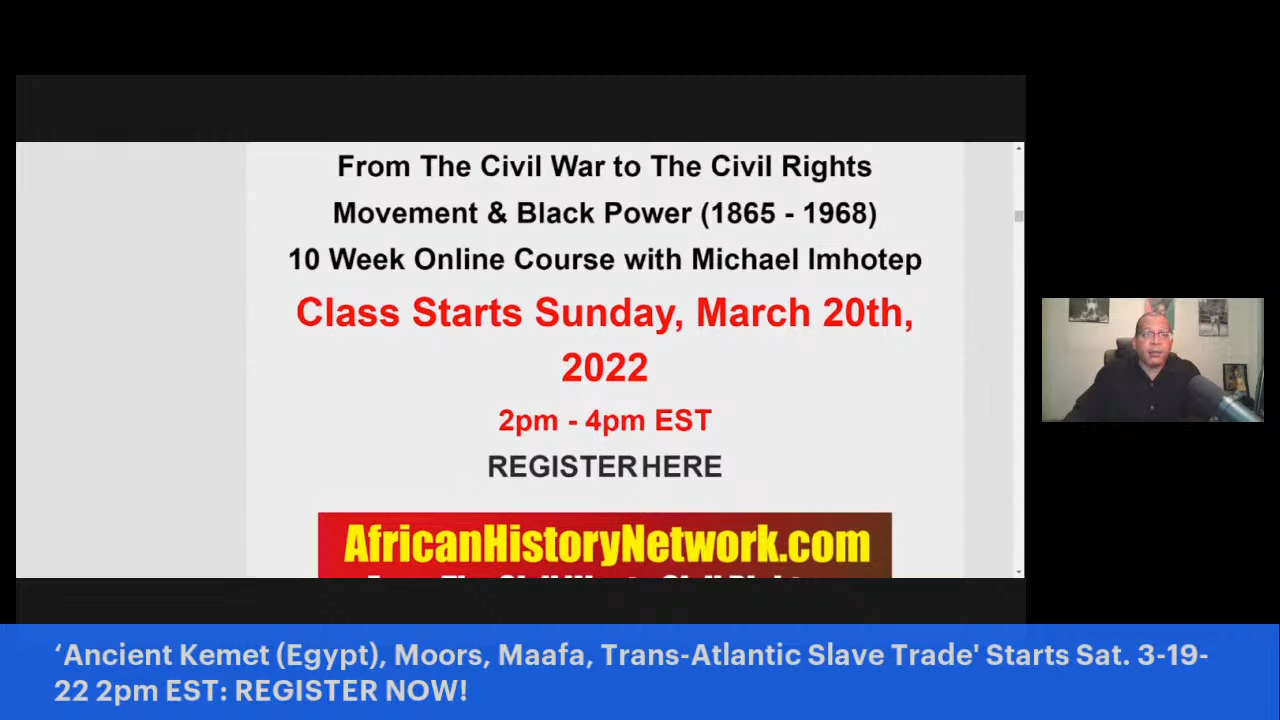 From The Civil War to The Civil Rights
Movement & Black Power (1865 - 1968)
10 Week Online Course with Michael Imhotep
Class Starts Sunday, March 20th,
2022
2pm - 4pm EST
REGISTER HERE
AfricanHistoryNetwork.com
‘Ancient Kemet (Egypt), Moors, Maafa, Trans-Atlantic Slave Trade' Starts Sat. 3-19-
22 2pm EST: REGISTER NOW!